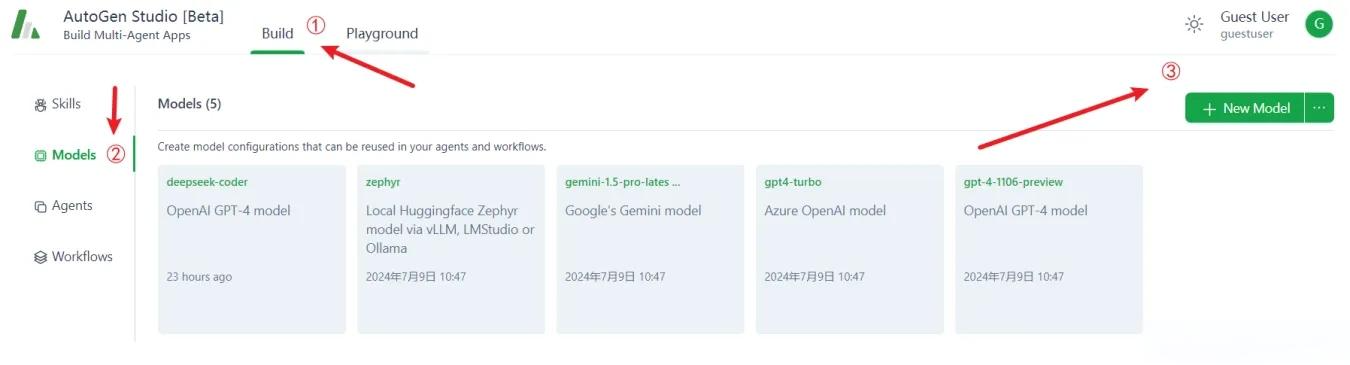 AutoGen Studio [Beta]
Build Multi-Agent Apps
Build ①
Playground
Guest User
guestuser
G
③
Skills
Models ②
Agents
Workflows
Models (5)
+ New Model ...
Create model configurations that can be reused in your agents and workflows.
deepseek-coder
OpenAI GPT-4 model
23 hours ago
zephyr
Local Huggingface Zephyr
model via vLLM, LMStudio or
Ollama
2024年7月9日 10:47
gemini-1.5-pro-lates ...
Google's Gemini model
2024年7月9日 10:47
gpt4-turbo
Azure OpenAI model
2024年7月9日 10:47
gpt-4-1106-preview
OpenAI GPT-4 model
2024年7月9日 10:47